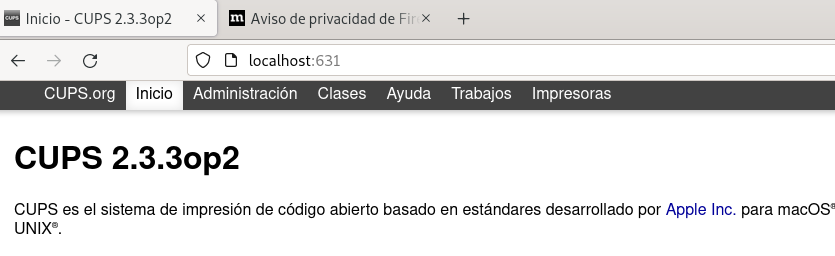 CUPS Inicio - CUPS 2.3.3op2 × m Aviso de privacidad de Fire × +
localhost:631
CUPS.org Inicio Administración Clases Ayuda Trabajos Impresoras
CUPS 2.3.3op2
CUPS es el sistema de impresión de código abierto basado en estándares desarrollado por Apple Inc. para macOS®
UNIX®.